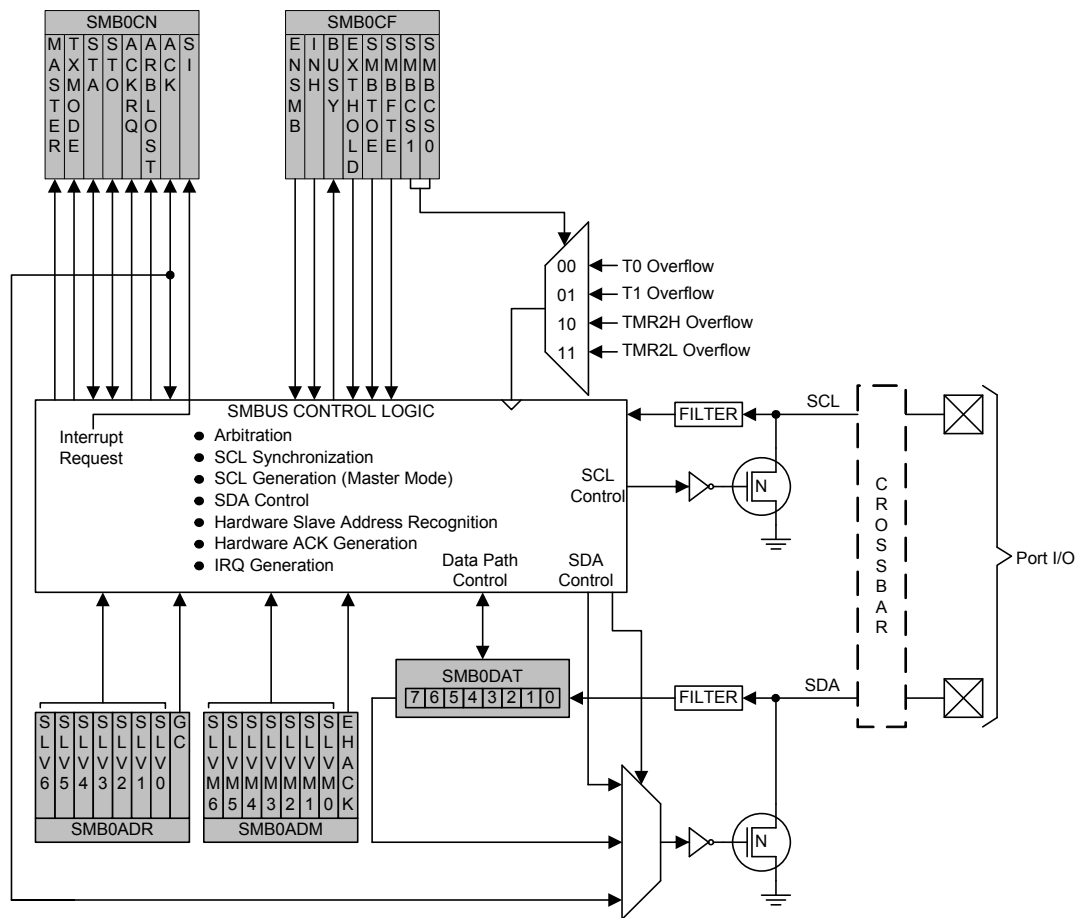 SMB0CN
MASTER
TXMODE
STA
STO
ACKRQ
ARBLOST
ACK
SI
SMB0CF
ENSMB
INH
BUSY
EXTHOLD
SMBTOE
SMBFTE
SMBCS1
SMBCS0
00
T0 Overflow
01
T1 Overflow
10
TMR2H Overflow
11
TMR2L Overflow
SMBUS CONTROL LOGIC
Interrupt
Request
● Arbitration
● SCL Synchronization
● SCL Generation (Master Mode)
● SDA Control
● Hardware Slave Address Recognition
● Hardware ACK Generation
● IRQ Generation
SCL
Control
Data Path
Control
SDA
Control
FILTER
SCL
N
CROSSBAR
Port I/O
SMB0DAT
7 6 5 4 3 2 1 0
FILTER
SDA
N
SLV6
SLV5
SLV4
SLV3
SLV2
SLV1
SLV0
GC
SMB0ADR
SLVM6
SLVM5
SLVM4
SLVM3
SLVM2
SLVM1
SLVM0
EHACK
SMB0ADM